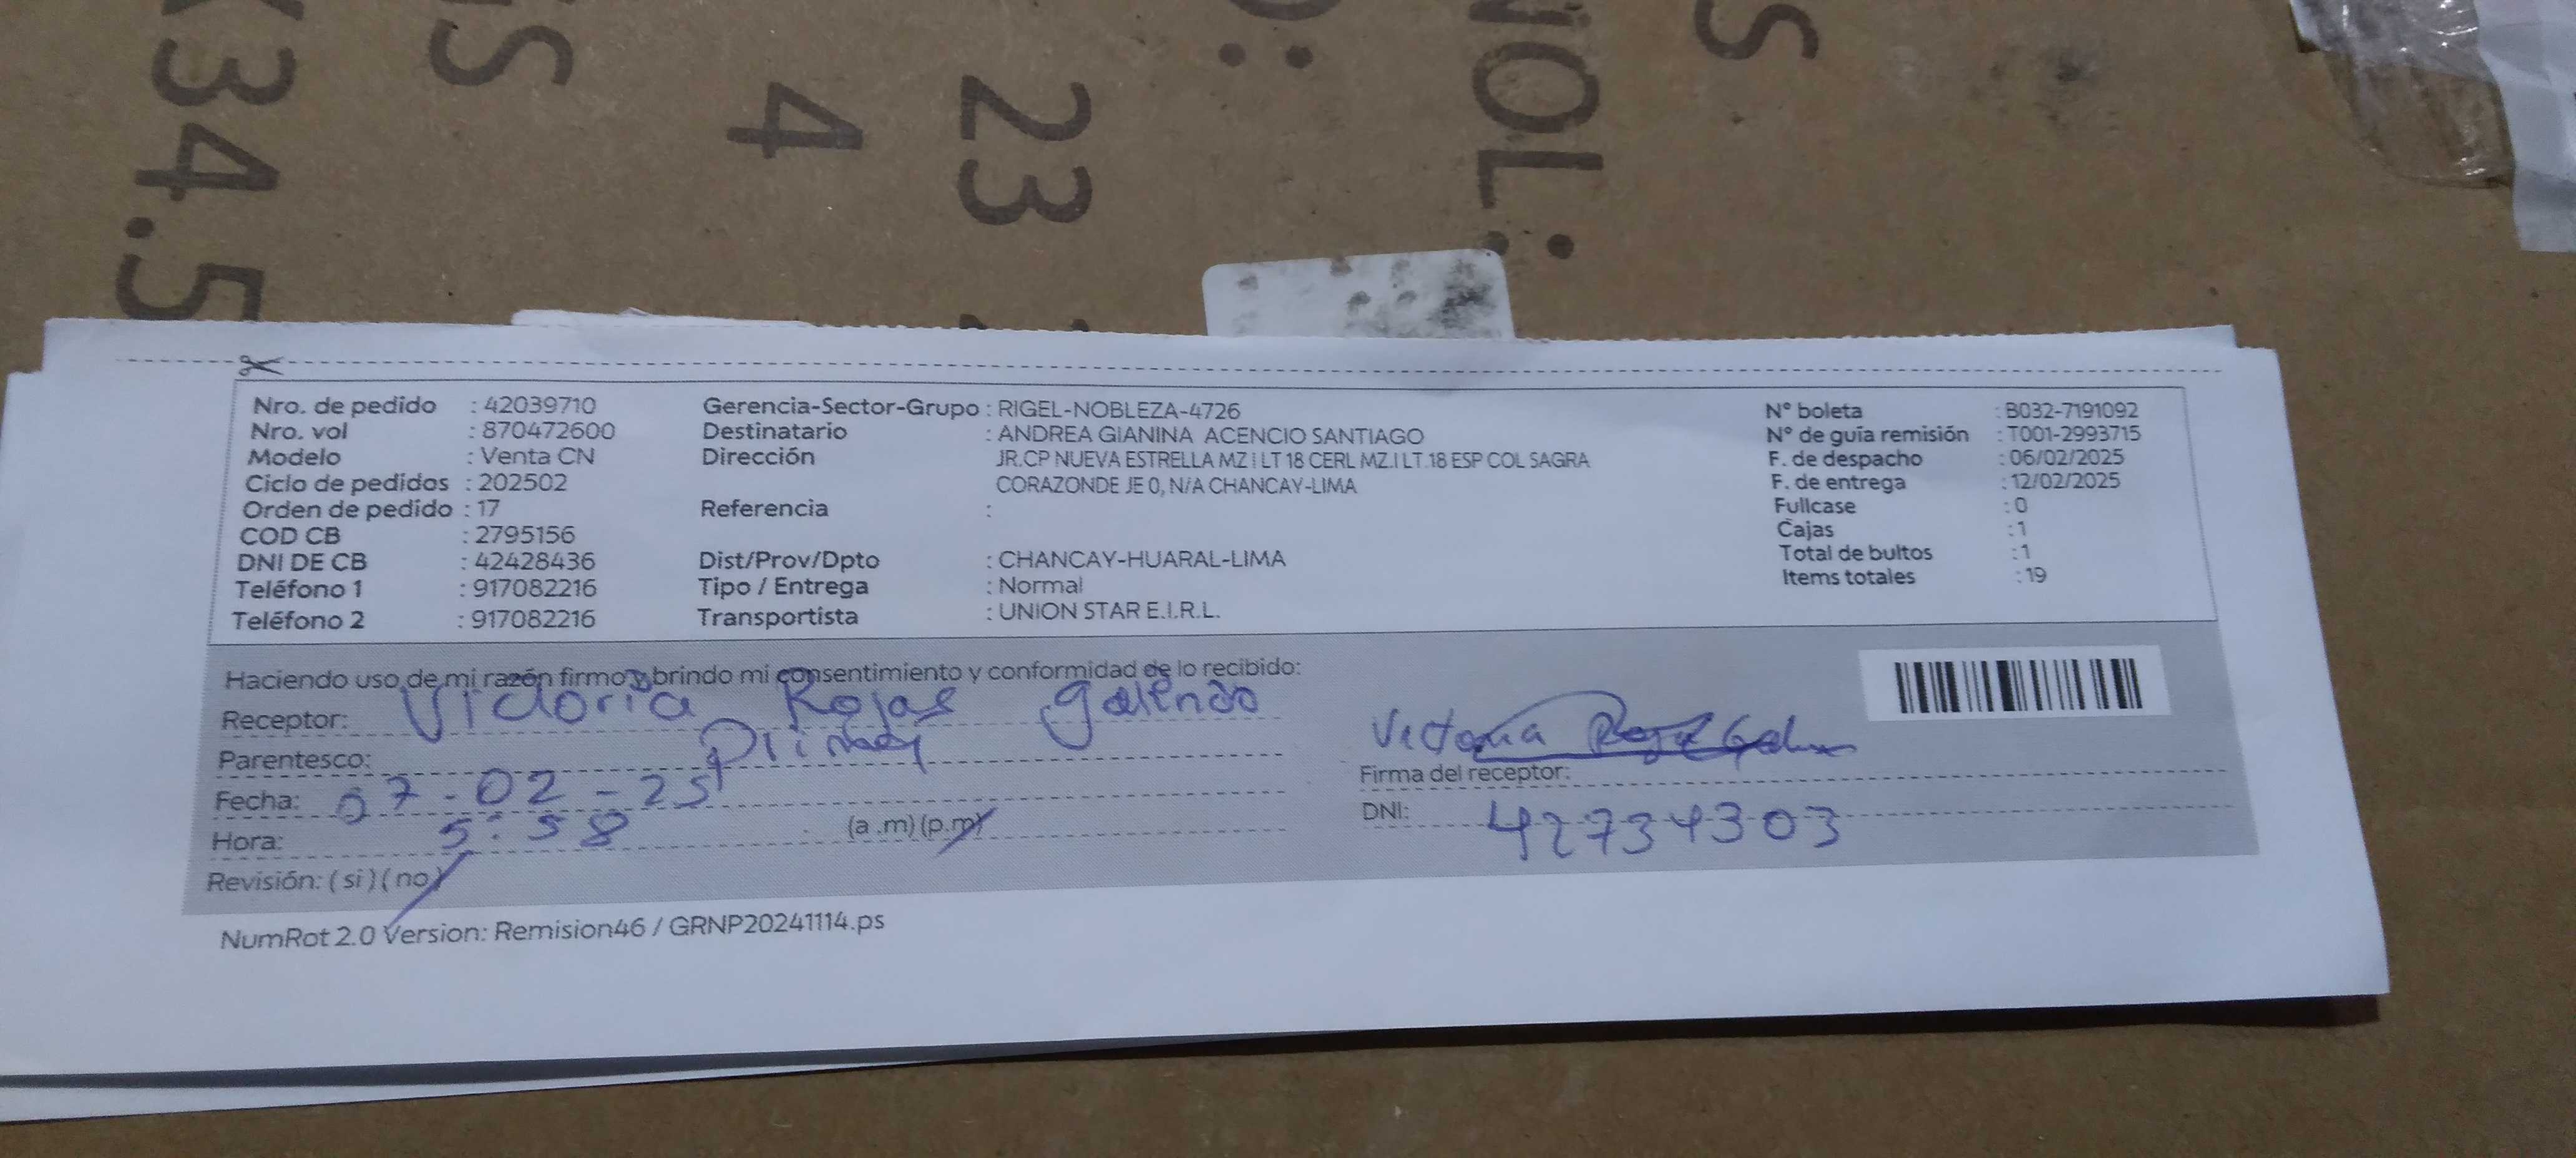 X34.5
S
4
23
O:
NOL:
S
Nro. de pedido : 42039710
Nro. vol : 870472600
Modelo : Venta CN
Ciclo de pedidos : 202502
Orden de pedido : 17
COD CB : 2795156
DNI DE CB : 42428436
Teléfono 1 : 917082216
Teléfono 2 : 917082216
Gerencia-Sector-Grupo : RIGEL-NOBLEZA-4726
Destinatario : ANDREA GIANINA ACENCIO SANTIAGO
Dirección JR.CP NUEVA ESTRELLA MZ I LT 18 CERL MZ.I LT.18 ESP COL SAGRA
CORAZONDE JE 0, N/A CHANCAY-LIMA
Referencia :
Dist/Prov/Dpto : CHANCAY-HUARAL-LIMA
Tipo / Entrega : Normal
Transportista : UNION STAR E.I.R.L.
N° boleta : B032-7191092
N° de guía remisión : T001-2993715
F. de despacho : 06/02/2025
F. de entrega : 12/02/2025
Fullcase : 0
Cajas : 1
Total de bultos : 1
Items totales : 19
Haciendo uso de mi razón firmo y brindo mi consentimiento y conformidad de lo recibido:
Receptor: Victoria Rojas Galindo
Parentesco:
Fecha: 07-02-25
Hora: 5:58 (a.m) (p.m)
Revisión: (si) (no)
Victoria
Firma del receptor:
DNI: 42734303
NumRot 2.0 Version: Remision46 / GRNP20241114.ps